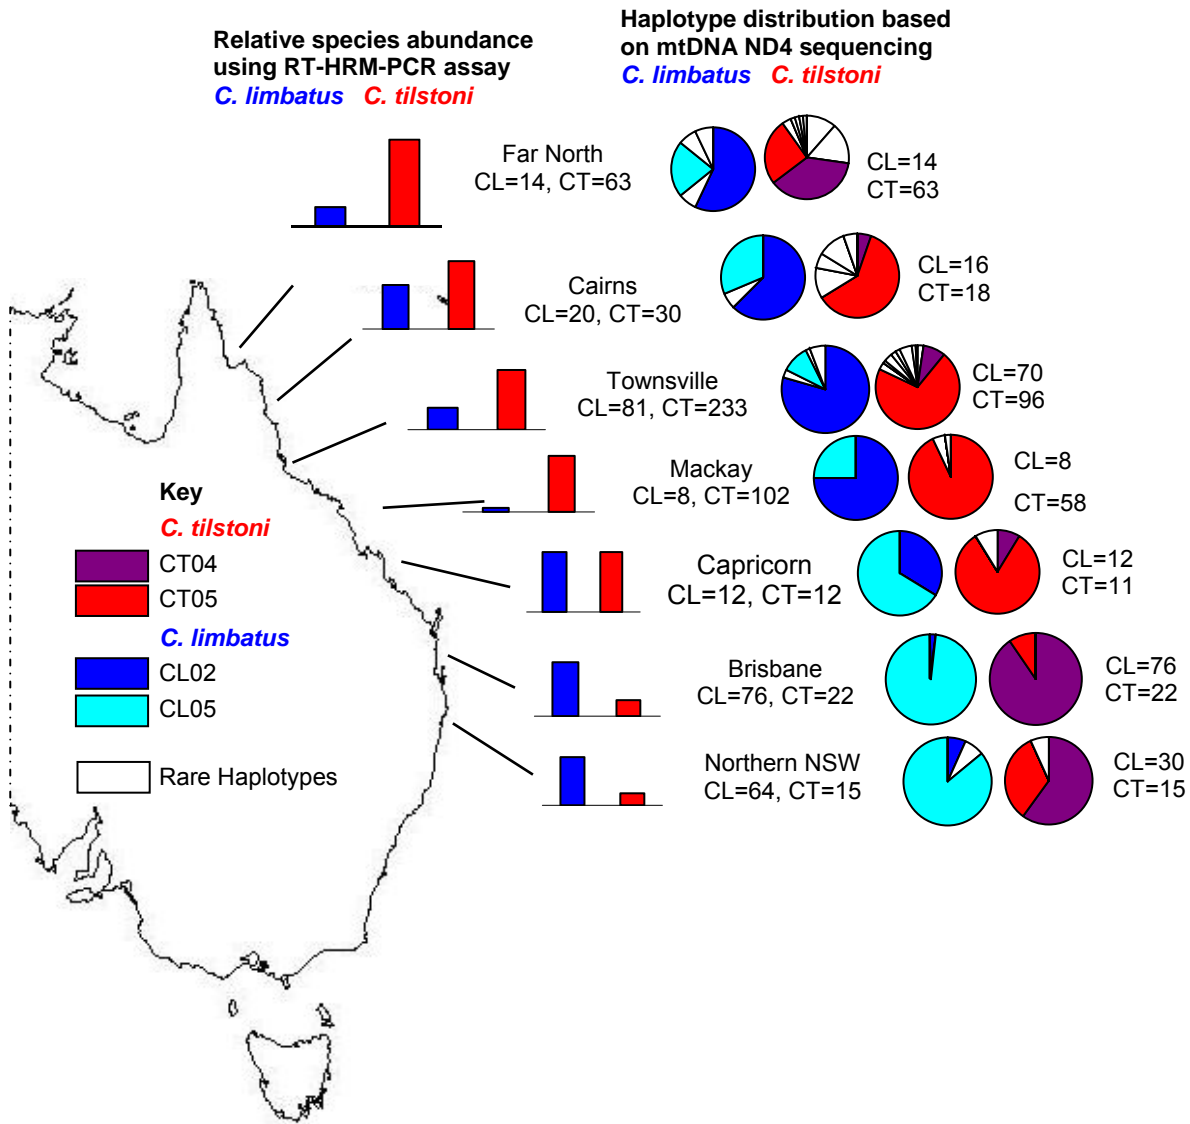 Relative species abundance
using RT-HRM-PCR assay
C. limbatus C. tilstoni
Haplotype distribution based
on mtDNA ND4 sequencing
C. limbatus C. tilstoni
Far North
CL=14, CT=63
CL=14
CT=63
Cairns
CL=20, CT=30
CL=16
CT=18
Townsville
CL=81, CT=233
CL=70
CT=96
Mackay
CL=8, CT=102
CL=8
CT=58
Capricorn
CL=12, CT=12
CL=12
CT=11
Brisbane
CL=76, CT=22
CL=76
CT=22
Northern NSW
CL=64, CT=15
CL=30
CT=15
Key
C. tilstoni
CT04
CT05
C. limbatus
CL02
CL05
Rare Haplotypes